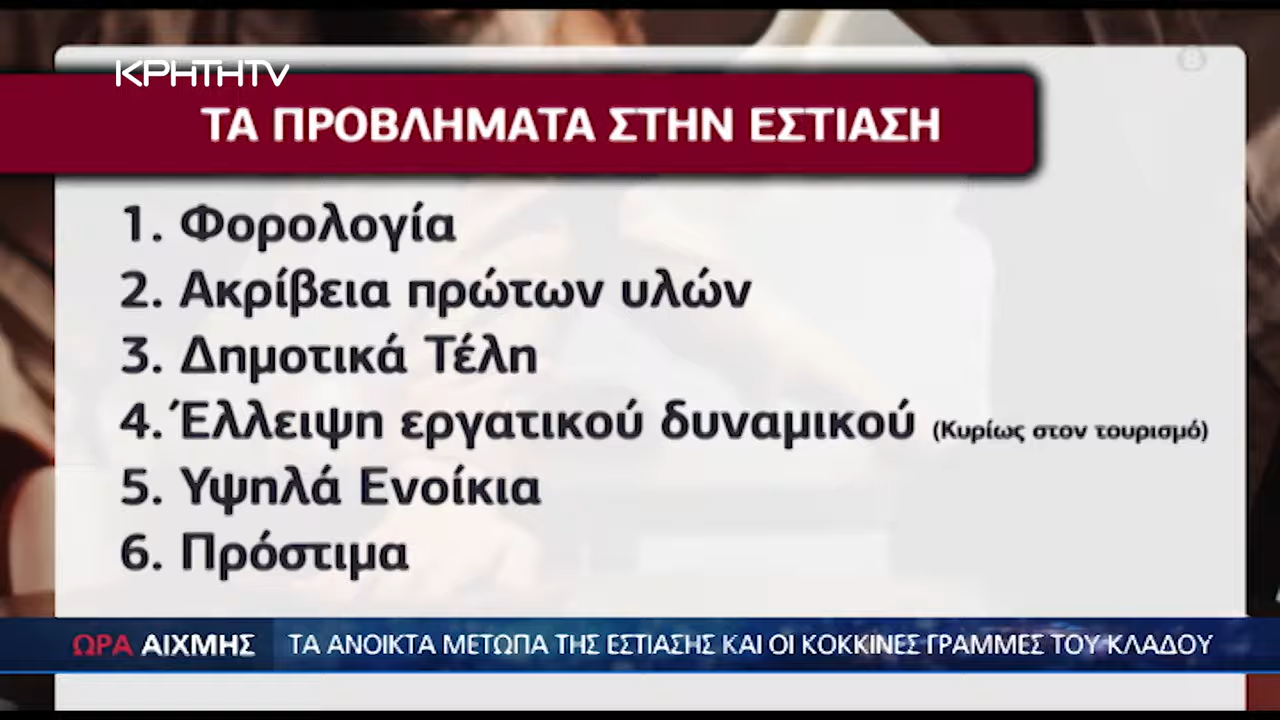 ΚΡΗΤΗTV
8
ΤΑ ΠΡΟΒΛΗΜΑΤΑ ΣΤΗΝ ΕΣΤΙΑΣΗ
1. Φορολογία
2. Ακρίβεια πρώτων υλών
3. Δημοτικά Τέλη
4. Έλλειψη εργατικού δυναμικού (Κυρίως στον τουρισμό)
5. Υψηλά Ενοίκια
6. Πρόστιμα
ΩΡΑ ΑΙΧΜΗΣ ΤΑ ΑΝΟΙΚΤΑ ΜΕΤΩΠΑ ΤΗΣ ΕΣΤΙΑΣΗΣ ΚΑΙ ΟΙ ΚΟΚΚΙΝΕΣ ΓΡΑΜΜΕΣ ΤΟΥ ΚΛΑΔΟΥ